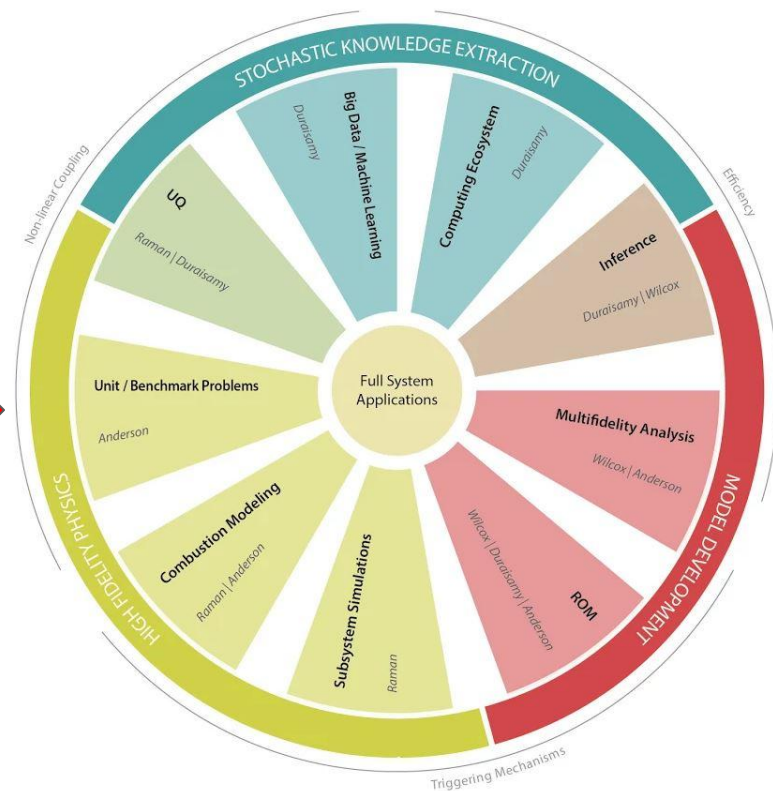 STOCHASTIC KNOWLEDGE EXTRACTION
Non-linear Coupling
Efficiency
Big Data / Machine Learning
Duraisamy
Computing Ecosystem
Duraisamy
UQ
Raman | Duraisamy
Inference
Duraisamy | Wilcox
Unit / Benchmark Problems
Anderson
Full System
Applications
Multifidelity Analysis
Wilcox | Anderson
Combustion Modeling
Raman | Anderson
Subsystem Simulations
Raman
ROM
Wilcox | Duraisamy | Anderson
HIGH FIDELITY PHYSICS
MODEL DEVELOPMENT
Triggering Mechanisms